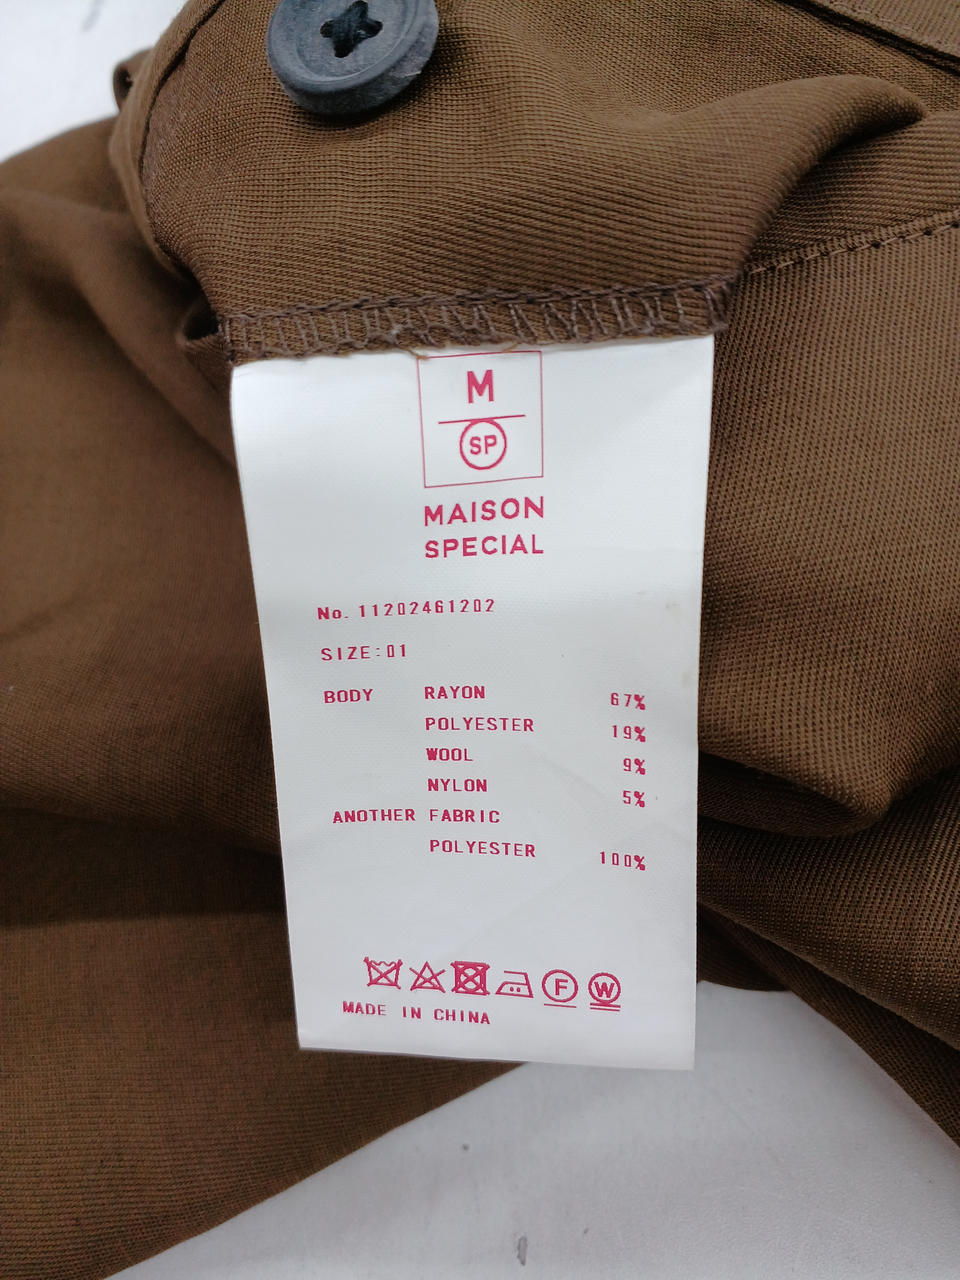 M
SP
MAISON
SPECIAL
No. 11202461202
SIZE:01
BODY RAYON 67%
POLYESTER 19%
WOOL 9%
NYLON 5%
ANOTHER FABRIC
POLYESTER 100%
F W
MADE IN CHINA